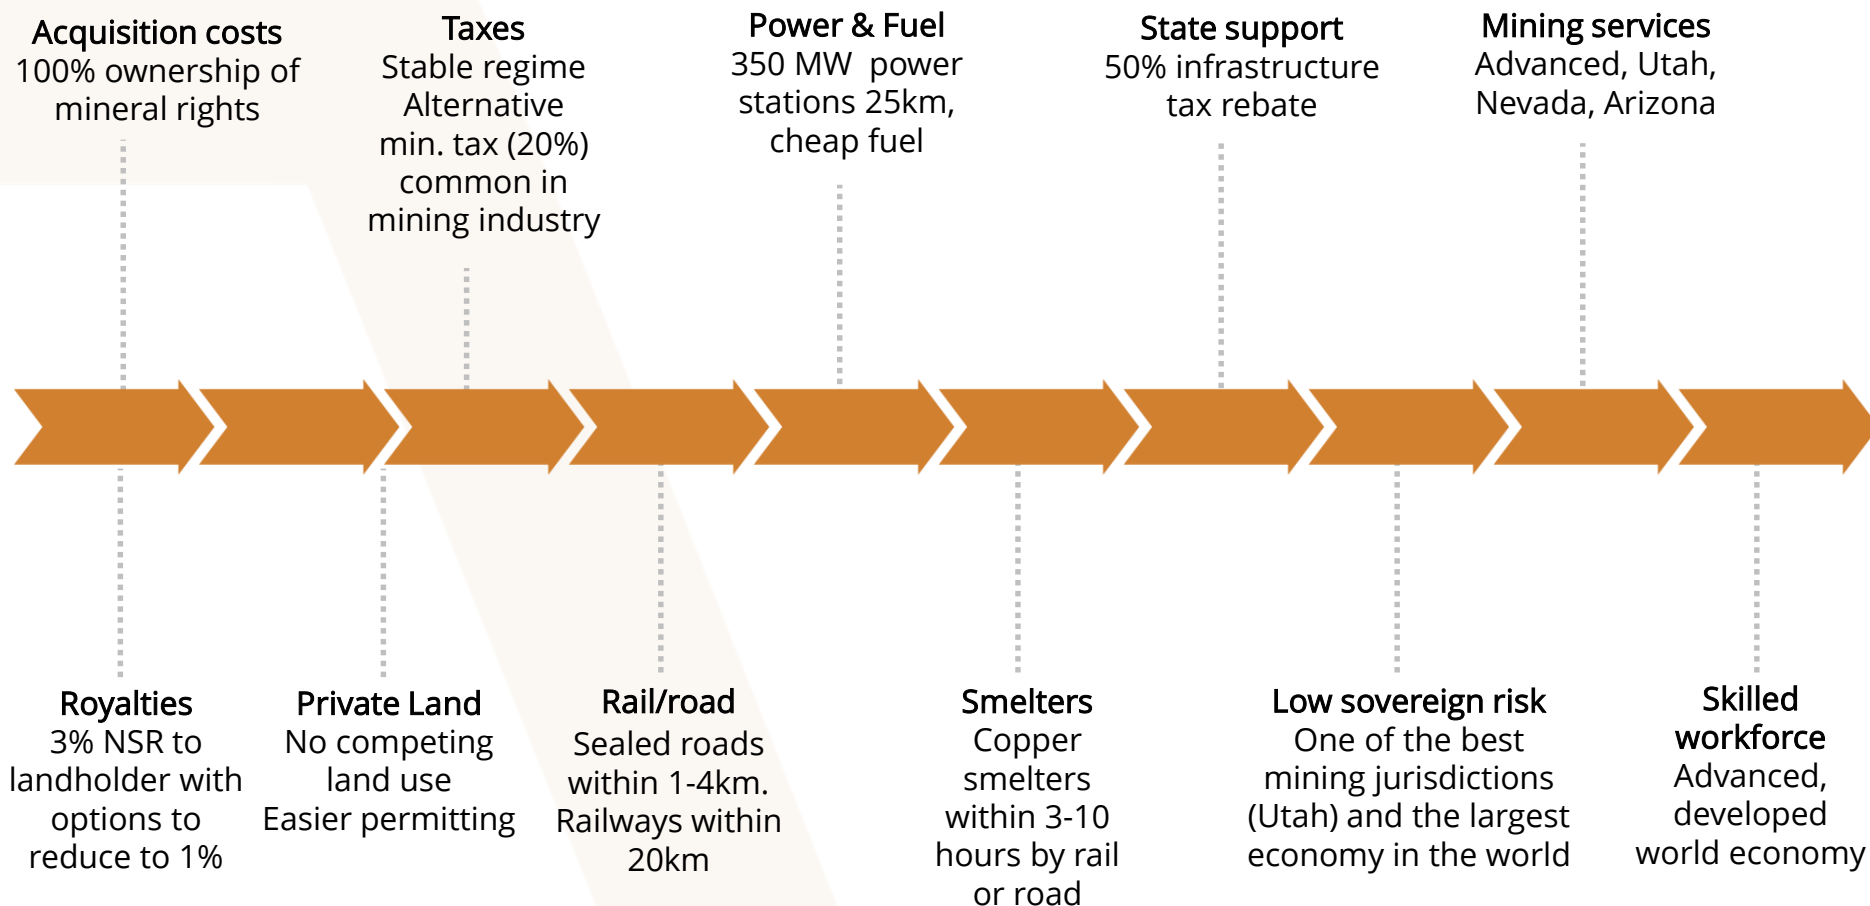 Acquisition costs
100% ownership of
mineral rights
Taxes
Stable regime
Alternative
min. tax (20%)
common in
mining industry
Power & Fuel
350 MW power
stations 25km,
cheap fuel
State support
50% infrastructure
tax rebate
Mining services
Advanced, Utah,
Nevada, Arizona
Royalties
3% NSR to
landholder with
options to
reduce to 1%
Private Land
No competing
land use
Easier permitting
Rail/road
Sealed roads
within 1-4km.
Railways within
20km
Smelters
Copper
smelters
within 3-10
hours by rail
or road
Low sovereign risk
One of the best
mining jurisdictions
(Utah) and the largest
economy in the world
Skilled
workforce
Advanced,
developed
world economy